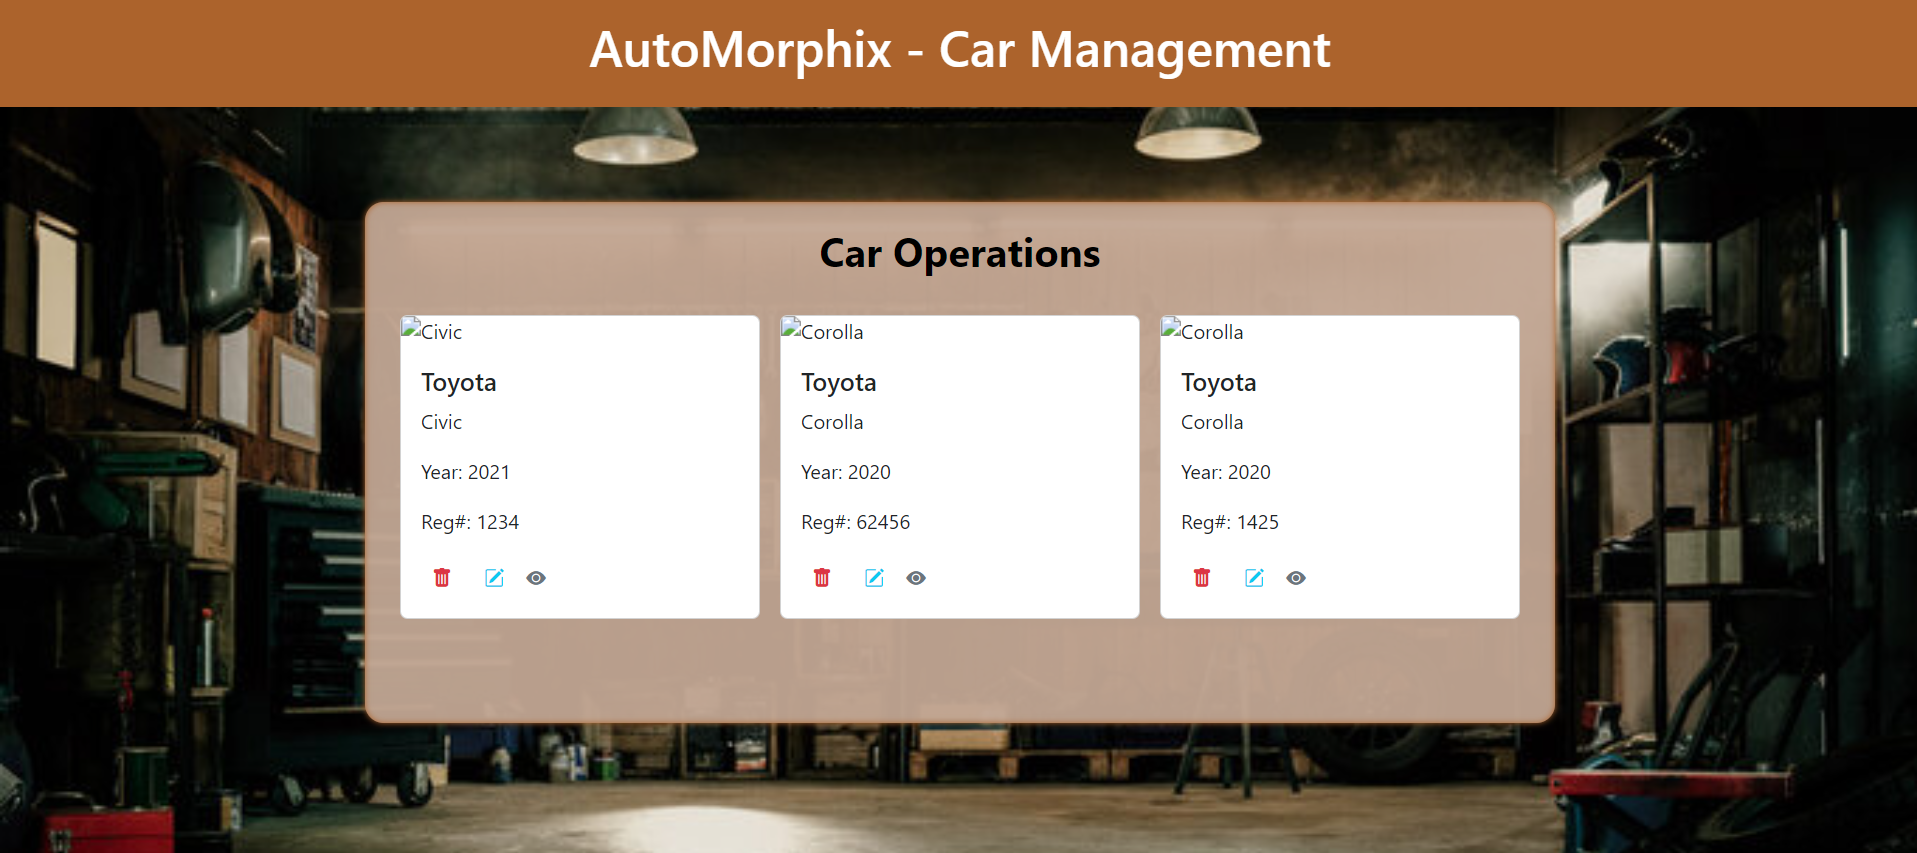 AutoMorphix - Car Management
Car Operations
Civic
Toyota
Civic
Year: 2021
Reg#: 1234
Corolla
Toyota
Corolla
Year: 2020
Reg#: 62456
Corolla
Toyota
Corolla
Year: 2020
Reg#: 1425